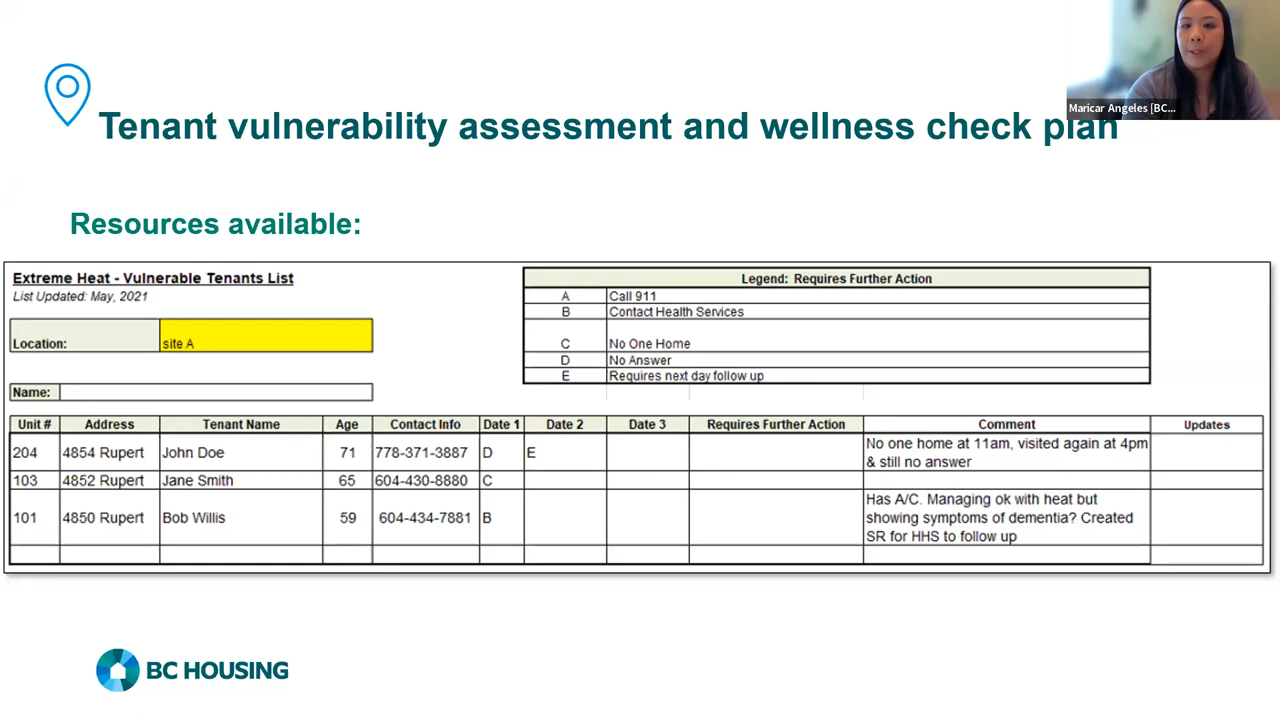 Maricar Angeles [BC...
Tenant vulnerability assessment and wellness check plan
Resources available:
Extreme Heat - Vulnerable Tenants List
List Updated: May, 2021
Location: site A
Name:
Legend: Requires Further Action
A Call 911
B Contact Health Services
C No One Home
D No Answer
E Requires next day follow up
Unit # Address Tenant Name Age Contact Info Date 1 Date 2 Date 3 Requires Further Action Comment Updates
204 4854 Rupert John Doe 71 778-371-3887 D E No one home at 11am, visited again at 4pm
& still no answer
103 4852 Rupert Jane Smith 65 604-430-8880 C
101 4850 Rupert Bob Willis 59 604-434-7881 B Has A/C. Managing ok with heat but
showing symptoms of dementia? Created
SR for HHS to follow up
BC HOUSING